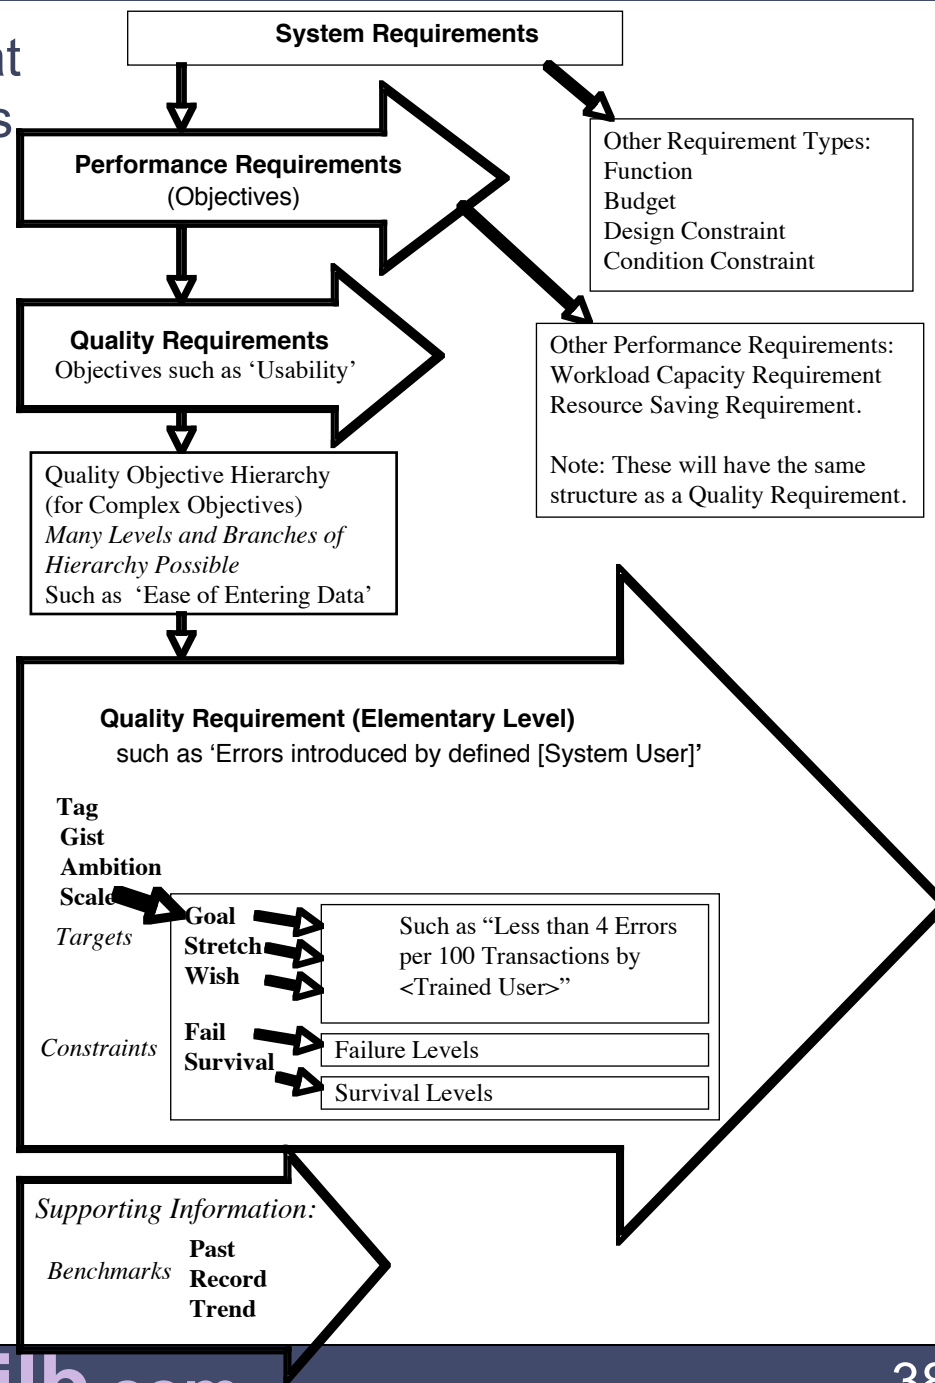 System Requirements
Performance Requirements
(Objectives)
Other Requirement Types:
Function
Budget
Design Constraint
Condition Constraint
Quality Requirements
Objectives such as ‘Usability’
Other Performance Requirements:
Workload Capacity Requirement
Resource Saving Requirement.
Note: These will have the same
structure as a Quality Requirement.
Quality Objective Hierarchy
(for Complex Objectives)
Many Levels and Branches of
Hierarchy Possible
Such as ‘Ease of Entering Data’
Quality Requirement (Elementary Level)
such as ‘Errors introduced by defined [System User]’
Tag
Gist
Ambition
Scale
Targets
Goal
Stretch
Wish
Such as “Less than 4 Errors
per 100 Transactions by
<Trained User>”
Constraints
Fail
Survival
Failure Levels
Survival Levels
Supporting Information:
Benchmarks
Past
Record
Trend
38